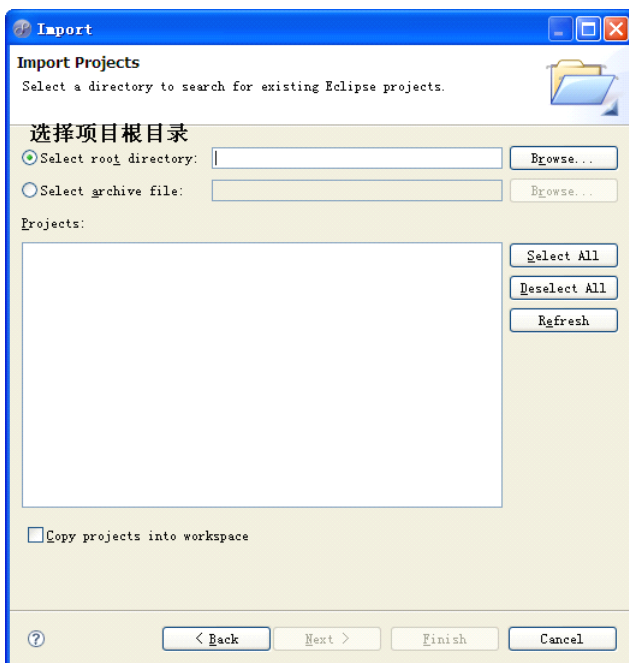 Import
Import Projects
Select a directory to search for existing Eclipse projects.
选择项目根目录
Select root directory: Browse...
Select archive file: Browse...
Projects:
Select All
Deselect All
Refresh
Copy projects into workspace
? < Back Next > Finish Cancel